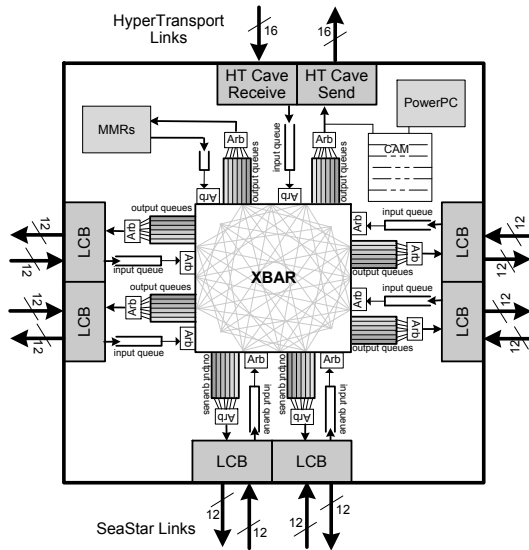 HyperTransport
Links
16
16
HT Cave
Receive
HT Cave
Send
PowerPC
MMRs
CAM
Arb
input queue
Arb
output queues
output queues
Arb
Arb
output queues
input queue
12
LCB
Arb
Arb
LCB
12
12
input queue
Arb
XBAR
Arb
output queues
12
output queues
input queue
12
LCB
Arb
Arb
LCB
12
12
input queue
Arb
Arb
output queues
12
output queues
Arb
input queue
Arb
output queues
Arb
input queue
Arb
LCB
LCB
12
12
12
12
SeaStar Links